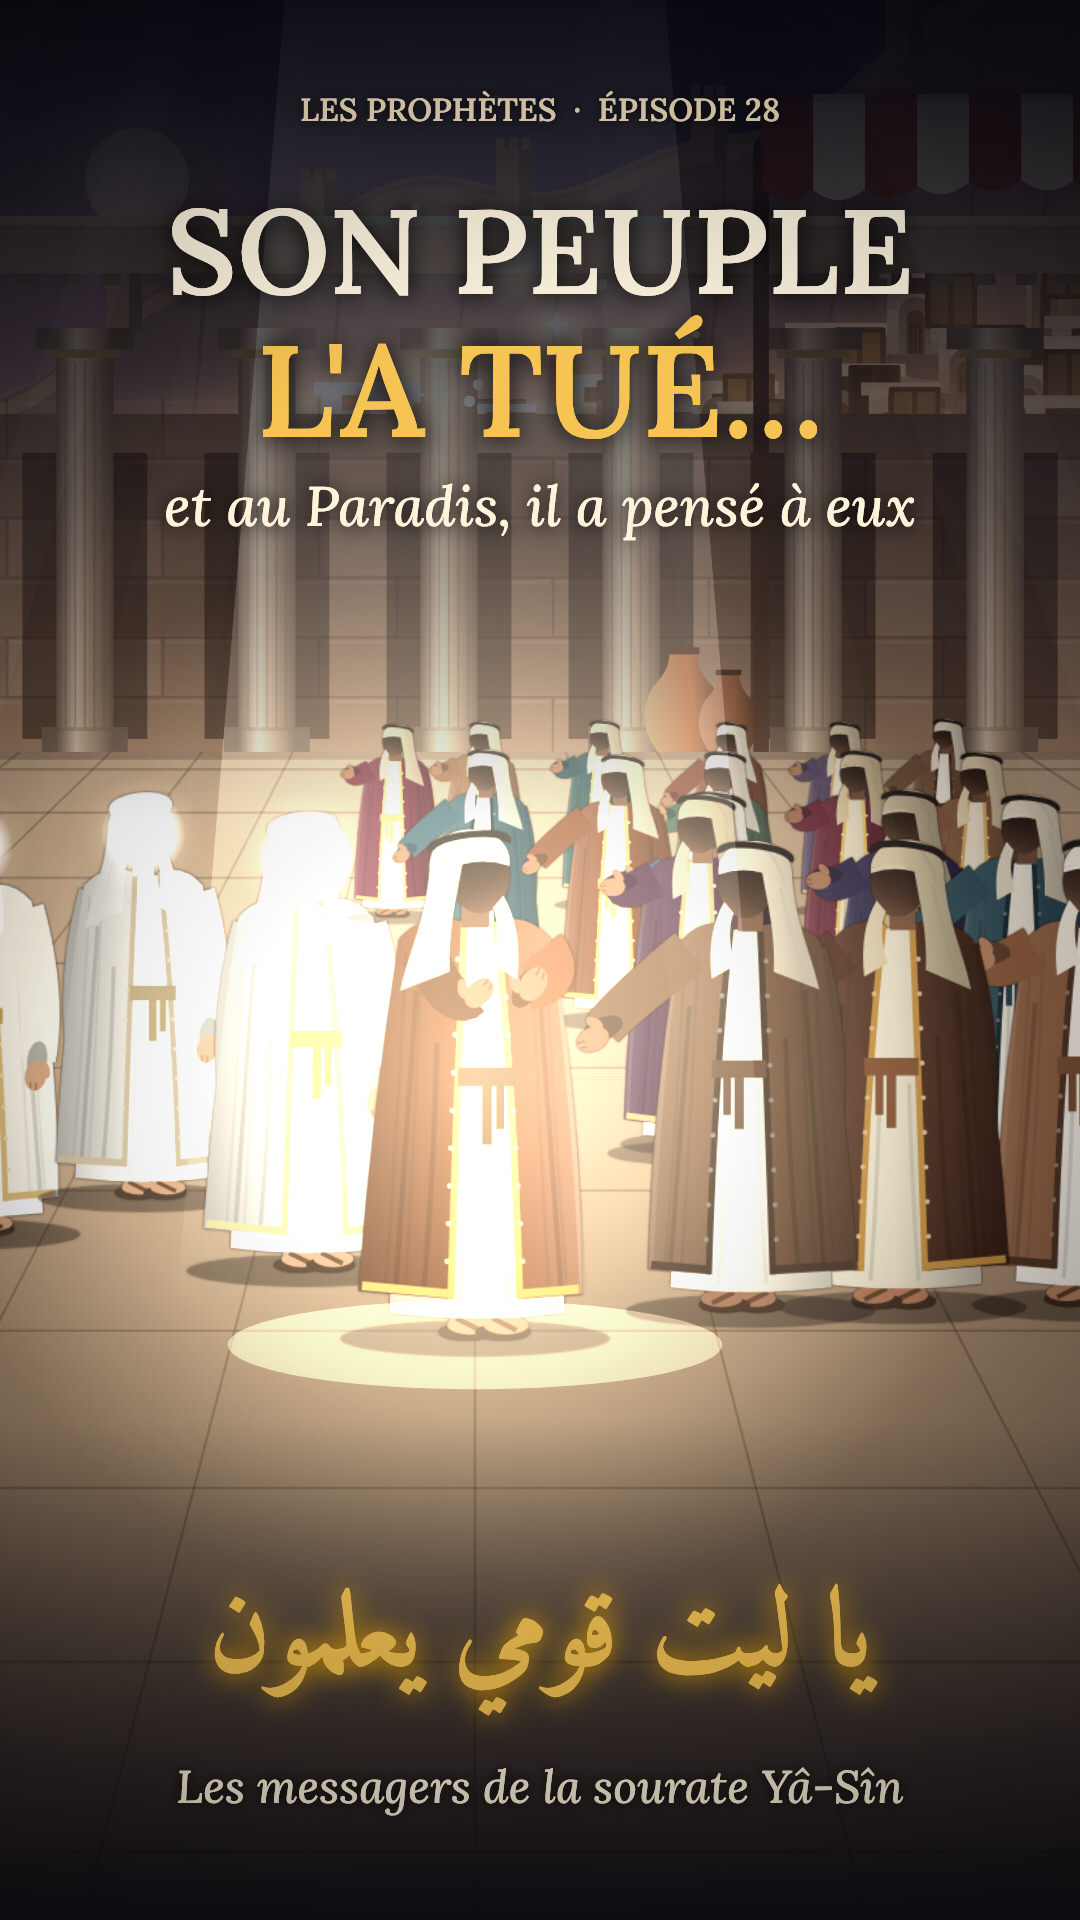 LES PROPHÈTES · ÉPISODE 28
SON PEUPLE
L'A TUÉ...
et au Paradis, il a pensé à eux
يا ليت قومي يعلمون
Les messagers de la sourate Yâ-Sîn